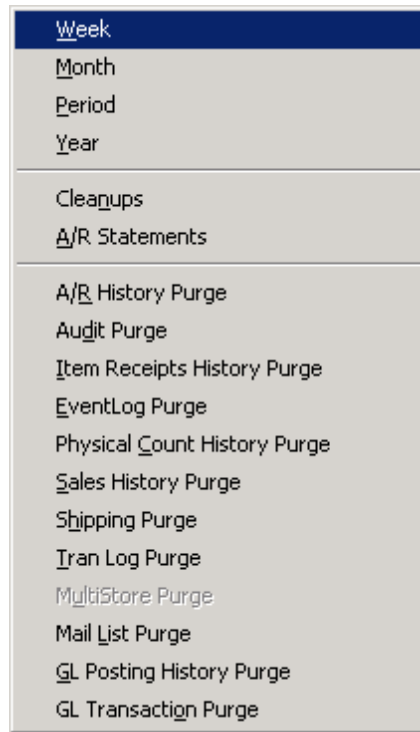 Week
Month
Period
Year
Cleanups
A/R Statements
A/R History Purge
Audit Purge
Item Receipts History Purge
EventLog Purge
Physical Count History Purge
Sales History Purge
Shipping Purge
Tran Log Purge
MultiStore Purge
Mail List Purge
GL Posting History Purge
GL Transaction Purge